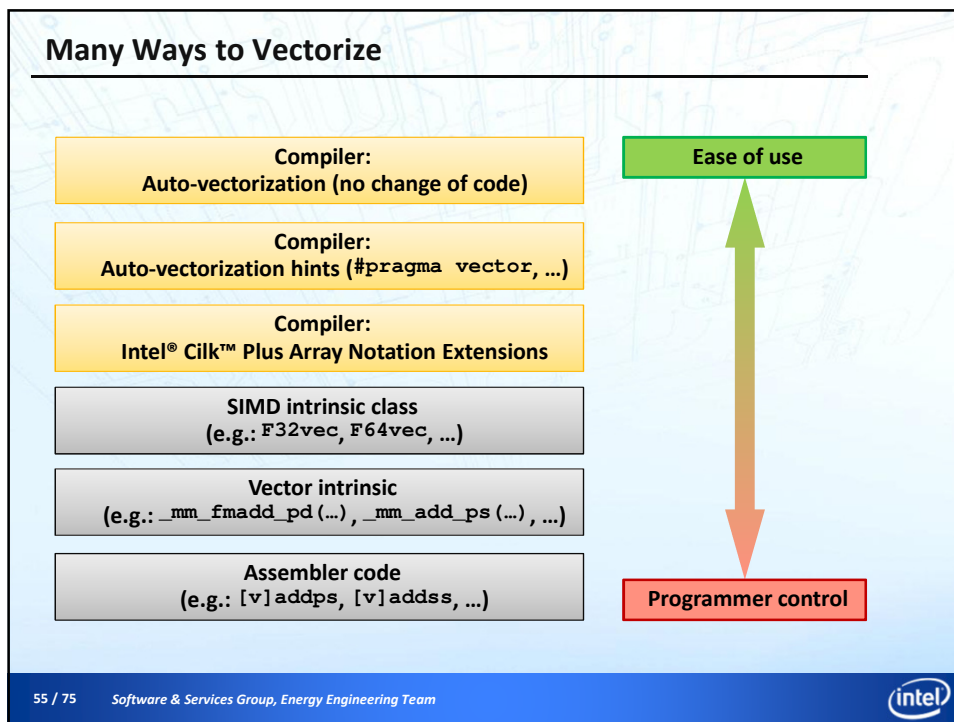 Many Ways to Vectorize
Compiler:
Auto-vectorization (no change of code)
Ease of use
Compiler:
Auto-vectorization hints (#pragma vector, …)
Compiler:
Intel® Cilk™ Plus Array Notation Extensions
SIMD intrinsic class
(e.g.: F32vec, F64vec, …)
Vector intrinsic
(e.g.: _mm_fmadd_pd(…), _mm_add_ps(…), …)
Assembler code
(e.g.: [v]addps, [v]addss, …)
Programmer control
55 / 75 Software & Services Group, Energy Engineering Team
intel